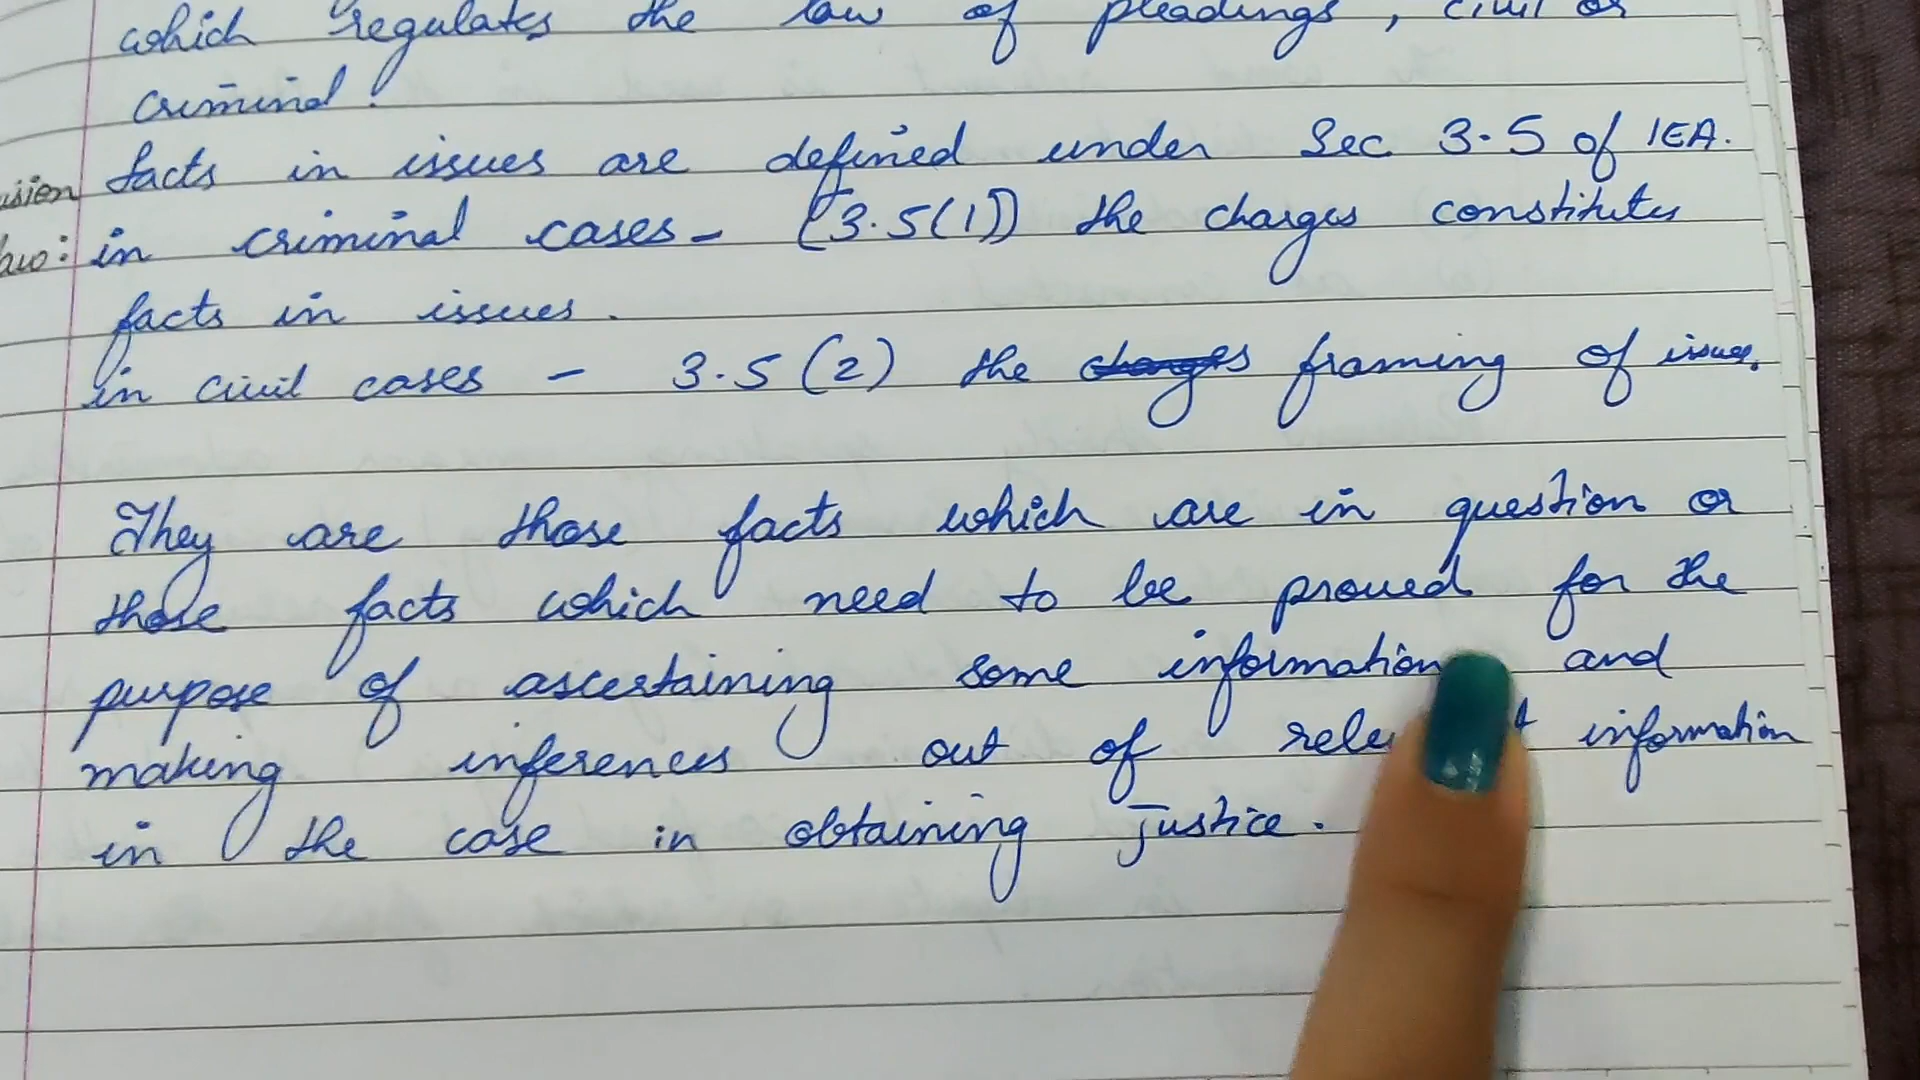 which regulates the law of pleadings, civil or
criminal.
facts in issues are defined under Sec 3.5 of IEA.
in criminal cases - [3.5(1)] the charges constitutes
facts in issues.
in civil cases - 3.5 (2) the framing of issues.
They are those facts which are in question or
those facts which need to be proved for the
purpose of ascertaining some information and
making inferences out of information
in the case in obtaining justice.